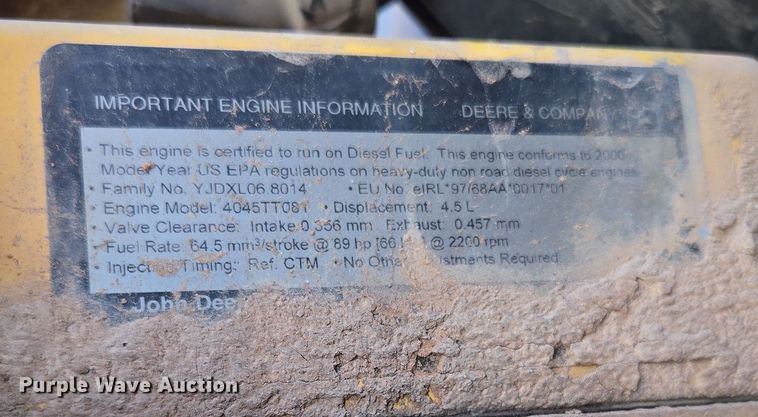 IMPORTANT ENGINE INFORMATION DEERE & COMPANY
• This engine is certified to run on Diesel Fuel. This engine conforms to 2000
Model Year US EPA regulations on heavy-duty non road diesel cycle engines
• Family No. YJDXL06.8014 • EU No. eIRL*97/68AA*0017*01
• Engine Model: 4045TT081 • Displacement: 4.5 L
• Valve Clearance: Intake 0.356 mm Exhaust: 0.457 mm
• Fuel Rate 64.5 mm³/stroke @ 89 hp [66 @ 2200 rpm
• Timing: Ref. CTM • No Required
John
Purple Wave Auction